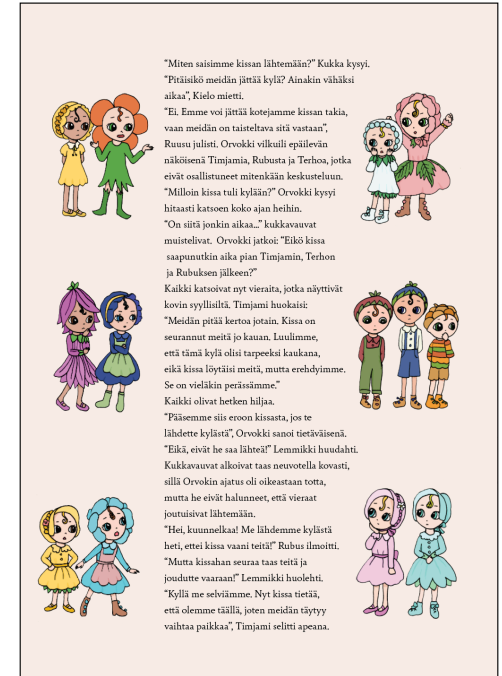 “Miten saisimme kissan lähtemään?” Kukka kysyi.
“Pitäisikö meidän jättää kylä? Ainakin vähäksi
aikaa”, Kielo mietti.
“Ei. Emme voi jättää kotejamme kissan takia,
vaan meidän on taisteltava sitä vastaan”,
Ruusu julisti. Orvokki vilkuili epäilevän
näköisenä Timjamia, Rubusta ja Terhoa, jotka
eivät osallistuneet mitenkään keskusteluun.
“Milloin kissa tuli kylään?” Orvokki kysyi
hitaasti katsoen koko ajan heihin.
“On siitä jonkin aikaa...” kukkavauvat
muistelivat. Orvokki jatkoi: “Eikö kissa
saapunutkin aika pian Timjamin, Terhon
ja Rubuksen jälkeen?”
Kaikki katsoivat nyt vieraita, jotka näyttivät
kovin syyllisiltä. Timjami huokaisi:
“Meidän pitää kertoa jotain. Kissa on
seurannut meitä jo kauan. Luulimme,
että tämä kylä olisi tarpeeksi kaukana,
eikä kissa löytäisi meitä, mutta erehdyimme.
Se on vieläkin perässämme.”
Kaikki olivat hetken hiljaa.
“Pääsemme siis eroon kissasta, jos te
lähdette kylästä”, Orvokki sanoi tietäväisenä.
“Eikä, eivät he saa lähteä!” Lemmikki huudahti.
Kukkavauvat alkoivat taas neuvotella kovasti,
sillä Orvokin ajatus oli oikeastaan totta,
mutta he eivät halunneet, että vieraat
joutuisivat lähtemään.
“Hei, kuunnelkaa! Me lähdemme kylästä
heti, ettei kissa vaani teitä!” Rubus ilmoitti.
“Mutta kissahan seuraa taas teitä ja
joudutte vaaraan!” Lemmikki huolehti.
“Kyllä me selviämme. Nyt kissa tietää,
että olemme täällä, joten meidän täytyy
vaihtaa paikkaa”, Timjami selitti apeana.